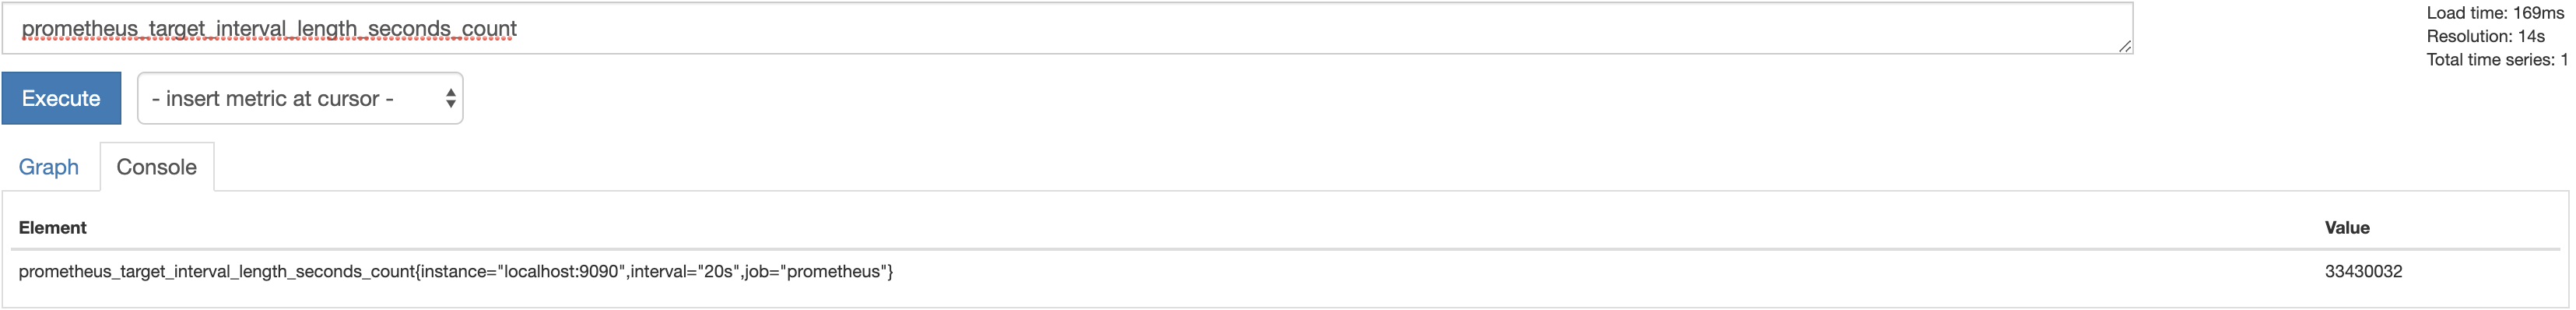 prometheus_target_interval_length_seconds_count
Load time: 169ms
Resolution: 14s
Total time series: 1
Execute
- insert metric at cursor -
Graph
Console
Element
Value
prometheus_target_interval_length_seconds_count{instance="localhost:9090",interval="20s",job="prometheus"}
33430032